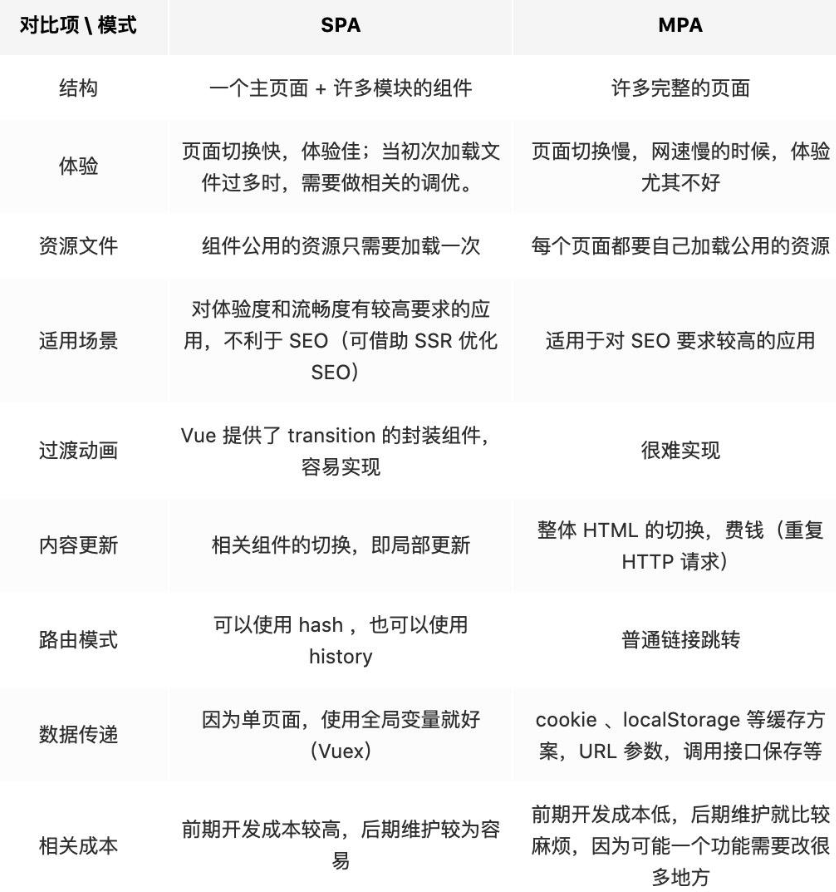 对比项 \ 模式 SPA MPA
结构 一个主页面 + 许多模块的组件 许多完整的页面
体验
页面切换快，体验佳；当初次加载文
件过多时，需要做相关的调优。
页面切换慢，网速慢的时候，体验
尤其不好
资源文件 组件公用的资源只需要加载一次 每个页面都要自己加载公用的资源
适用场景
对体验度和流畅度有较高要求的应
用，不利于 SEO（可借助 SSR 优化
SEO）
适用于对 SEO 要求较高的应用
过渡动画
Vue 提供了 transition 的封装组件，
容易实现
很难实现
内容更新
相关组件的切换，即局部更新
整体 HTML 的切换，费钱（重复
HTTP 请求）
路由模式
可以使用 hash ，也可以使用
history
普通链接跳转
数据传递
因为单页面，使用全局变量就好
（Vuex）
cookie 、localStorage 等缓存方
案，URL 参数，调用接口保存等
相关成本
前期开发成本较高，后期维护较为容
易
前期开发成本低，后期维护就比较
麻烦，因为可能一个功能需要改很
多地方